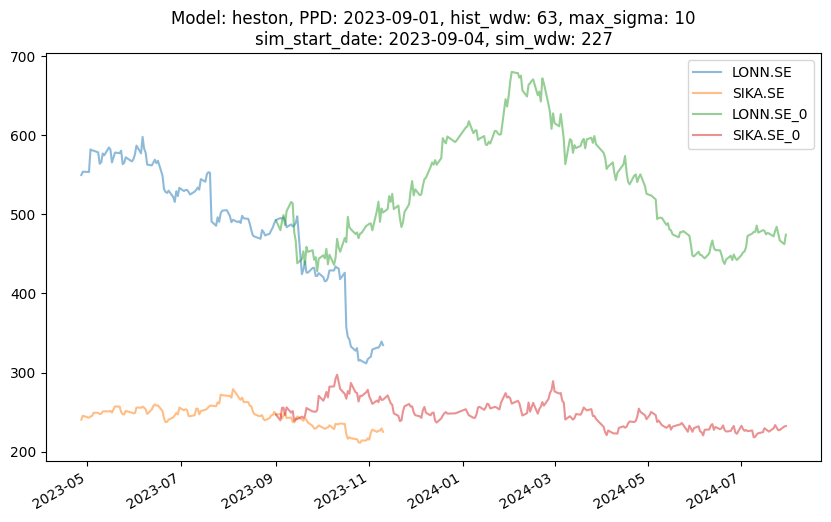 Model: heston, PPD: 2023-09-01, hist_wdw: 63, max_sigma: 10
sim_start_date: 2023-09-04, sim_wdw: 227
LONN.SE
SIKA.SE
LONN.SE_0
SIKA.SE_0
700
600
500
400
300
200
2023-05
2023-07
2023-09
2023-11
2024-01
2024-03
2024-05
2024-07